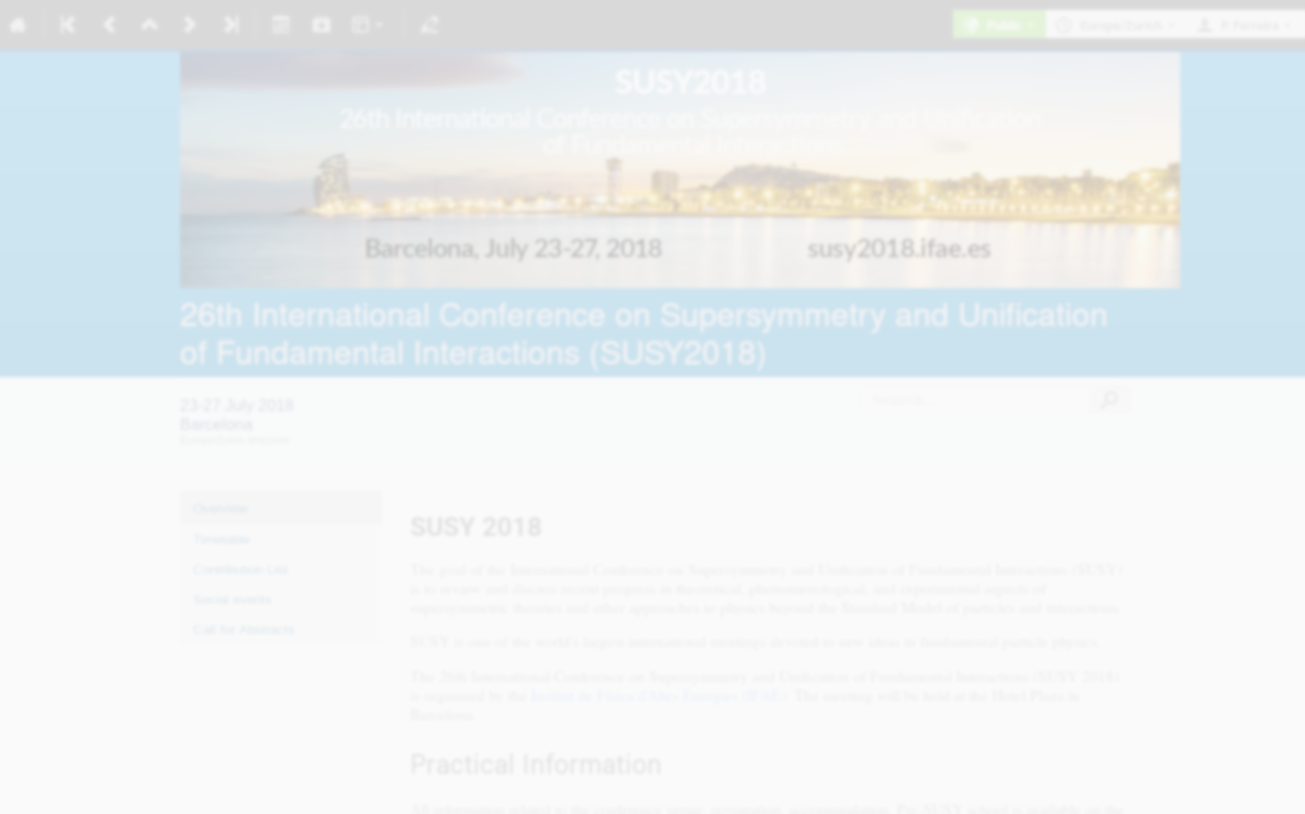 Public
Europe/Zurich
P. Ferreira
SUSY2018
26th International Conference on Supersymmetry and Unification
of Fundamental Interactions
Barcelona, July 23-27, 2018
susy2018.ifae.es
26th International Conference on Supersymmetry and Unification
of Fundamental Interactions (SUSY2018)
23-27 July 2018
Barcelona
Europe/Zurich timezone
Search
Overview
Timetable
Contribution List
Social events
Call for Abstracts
SUSY 2018
The goal of the International Conference on Supersymmetry and Unification of Fundamental Interactions (SUSY)
is to review and discuss recent progress in theoretical, phenomenological, and experimental aspects of
supersymmetric theories and other approaches to physics beyond the Standard Model of particles and interactions.
SUSY is one of the world's largest international meetings devoted to new ideas in fundamental particle physics.
The 26th International Conference on Supersymmetry and Unification of Fundamental Interactions (SUSY 2018)
is organized by the Institut de Física d'Altes Energies (IFAE). The meeting will be held at the Hotel Plaza in
Barcelona.
Practical Information
All information related to the conference venue, registration, accommodation, Pre-SUSY school is available on the